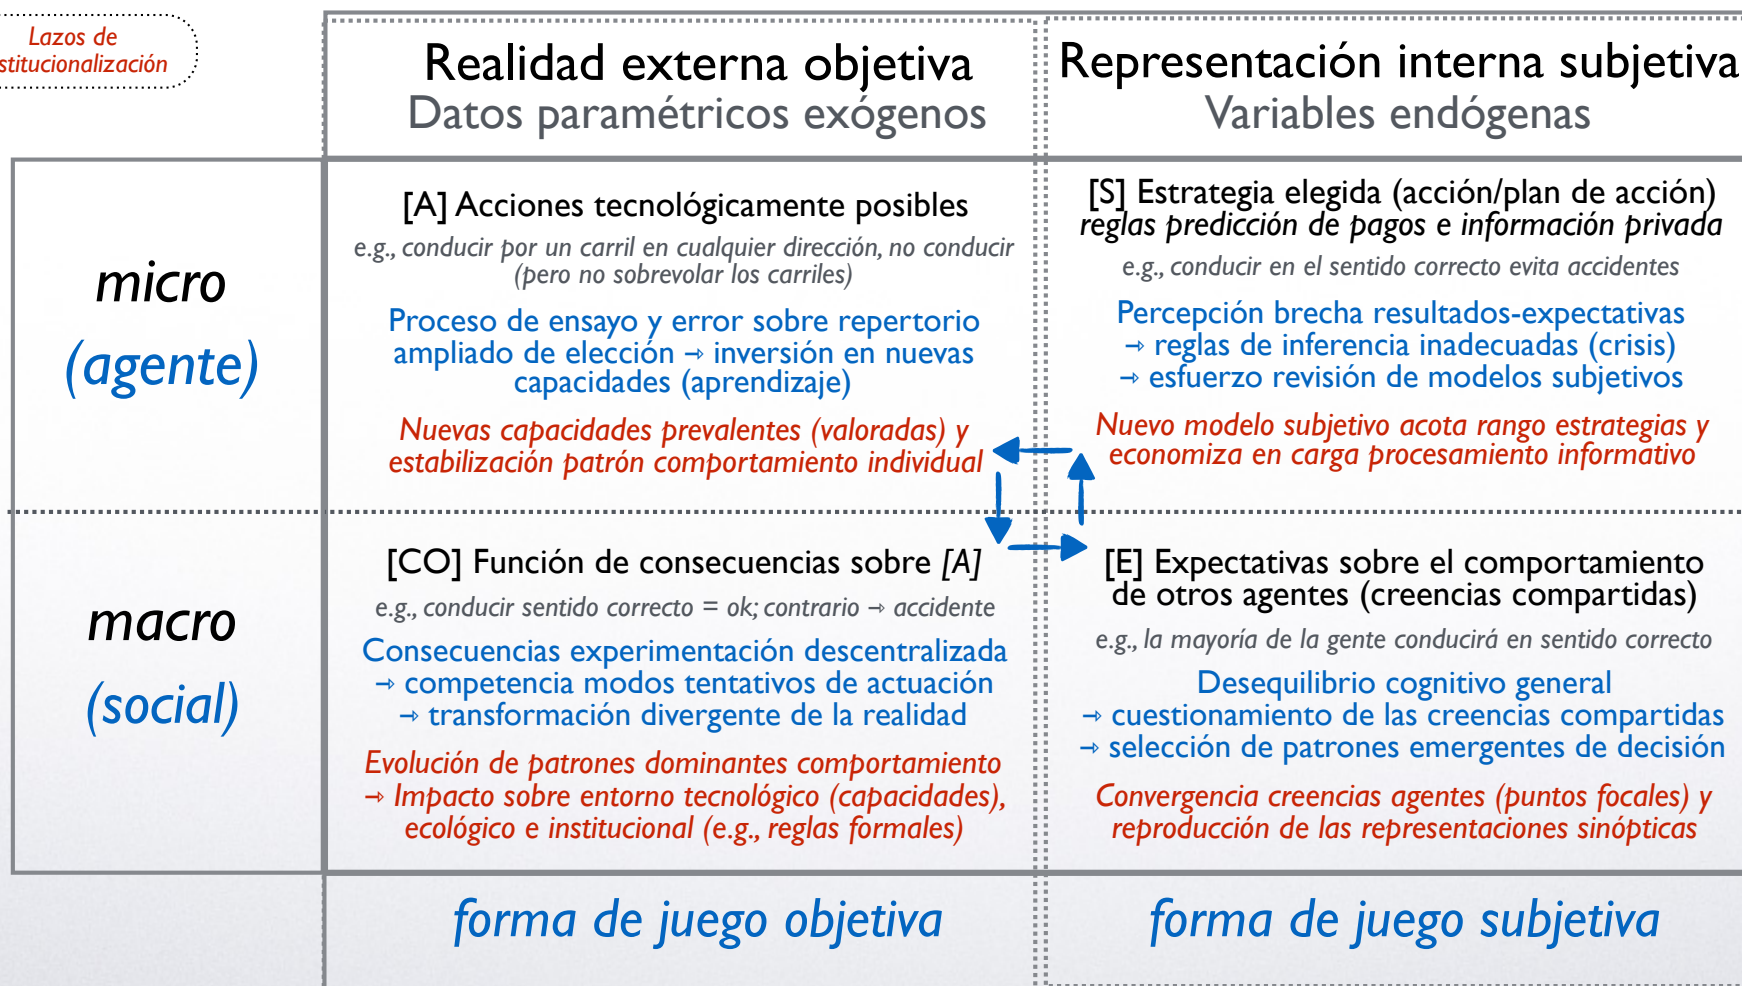 Lazos de
stitucionalización
Realidad externa objetiva
Datos paramétricos exógenos
Representación interna subjetiva
Variables endógenas
micro
(agente)
[A] Acciones tecnológicamente posibles
e.g., conducir por un carril en cualquier dirección, no conducir
(pero no sobrevolar los carriles)
Proceso de ensayo y error sobre repertorio
ampliado de elección → inversión en nuevas
capacidades (aprendizaje)
Nuevas capacidades prevalentes (valoradas) y
estabilización patrón comportamiento individual
[S] Estrategia elegida (acción/plan de acción)
reglas predicción de pagos e información privada
e.g., conducir en el sentido correcto evita accidentes
Percepción brecha resultados-expectativas
→ reglas de inferencia inadecuadas (crisis)
→ esfuerzo revisión de modelos subjetivos
Nuevo modelo subjetivo acota rango estrategias y
economiza en carga procesamiento informativo
macro
(social)
[CO] Función de consecuencias sobre [A]
e.g., conducir sentido correcto = ok; contrario → accidente
Consecuencias experimentación descentralizada
→ competencia modos tentativos de actuación
→ transformación divergente de la realidad
Evolución de patrones dominantes comportamiento
→ Impacto sobre entorno tecnológico (capacidades),
ecológico e institucional (e.g., reglas formales)
[E] Expectativas sobre el comportamiento
de otros agentes (creencias compartidas)
e.g., la mayoría de la gente conducirá en sentido correcto
Desequilibrio cognitivo general
→ cuestionamiento de las creencias compartidas
→ selección de patrones emergentes de decisión
Convergencia creencias agentes (puntos focales) y
reproducción de las representaciones sinópticas
forma de juego objetiva
forma de juego subjetiva